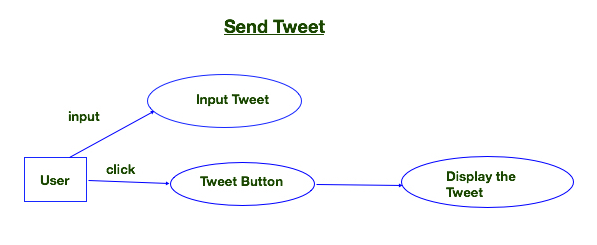 Send Tweet
Input Tweet
input
click
User
Tweet Button
Display the
Tweet